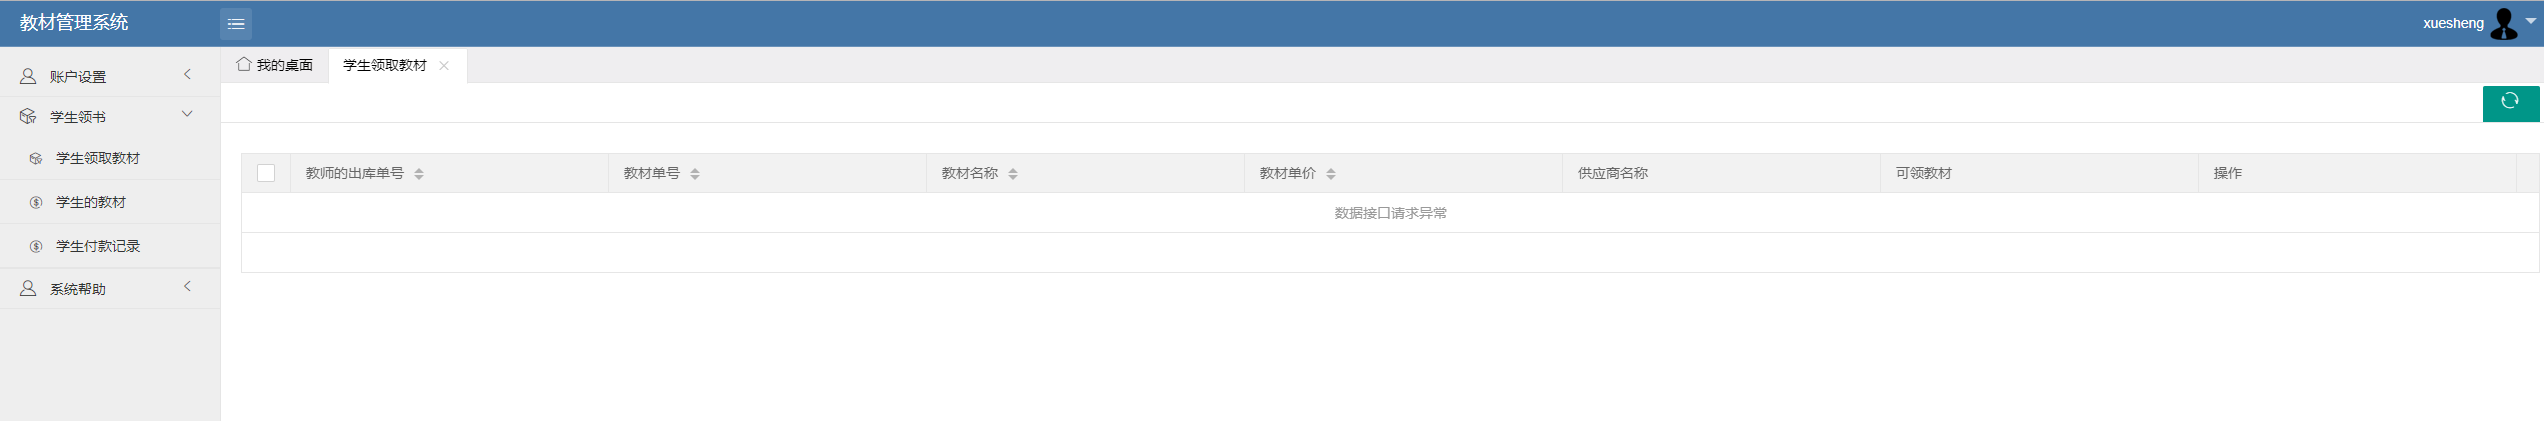 教材管理系统
xuesheng
账户设置
学生领书
学生领取教材
学生的教材
学生付款记录
系统帮助
我的桌面 学生领取教材
教师的出库单号 教材单号 教材名称 教材单价 供应商名称 可领教材 操作
数据接口请求异常